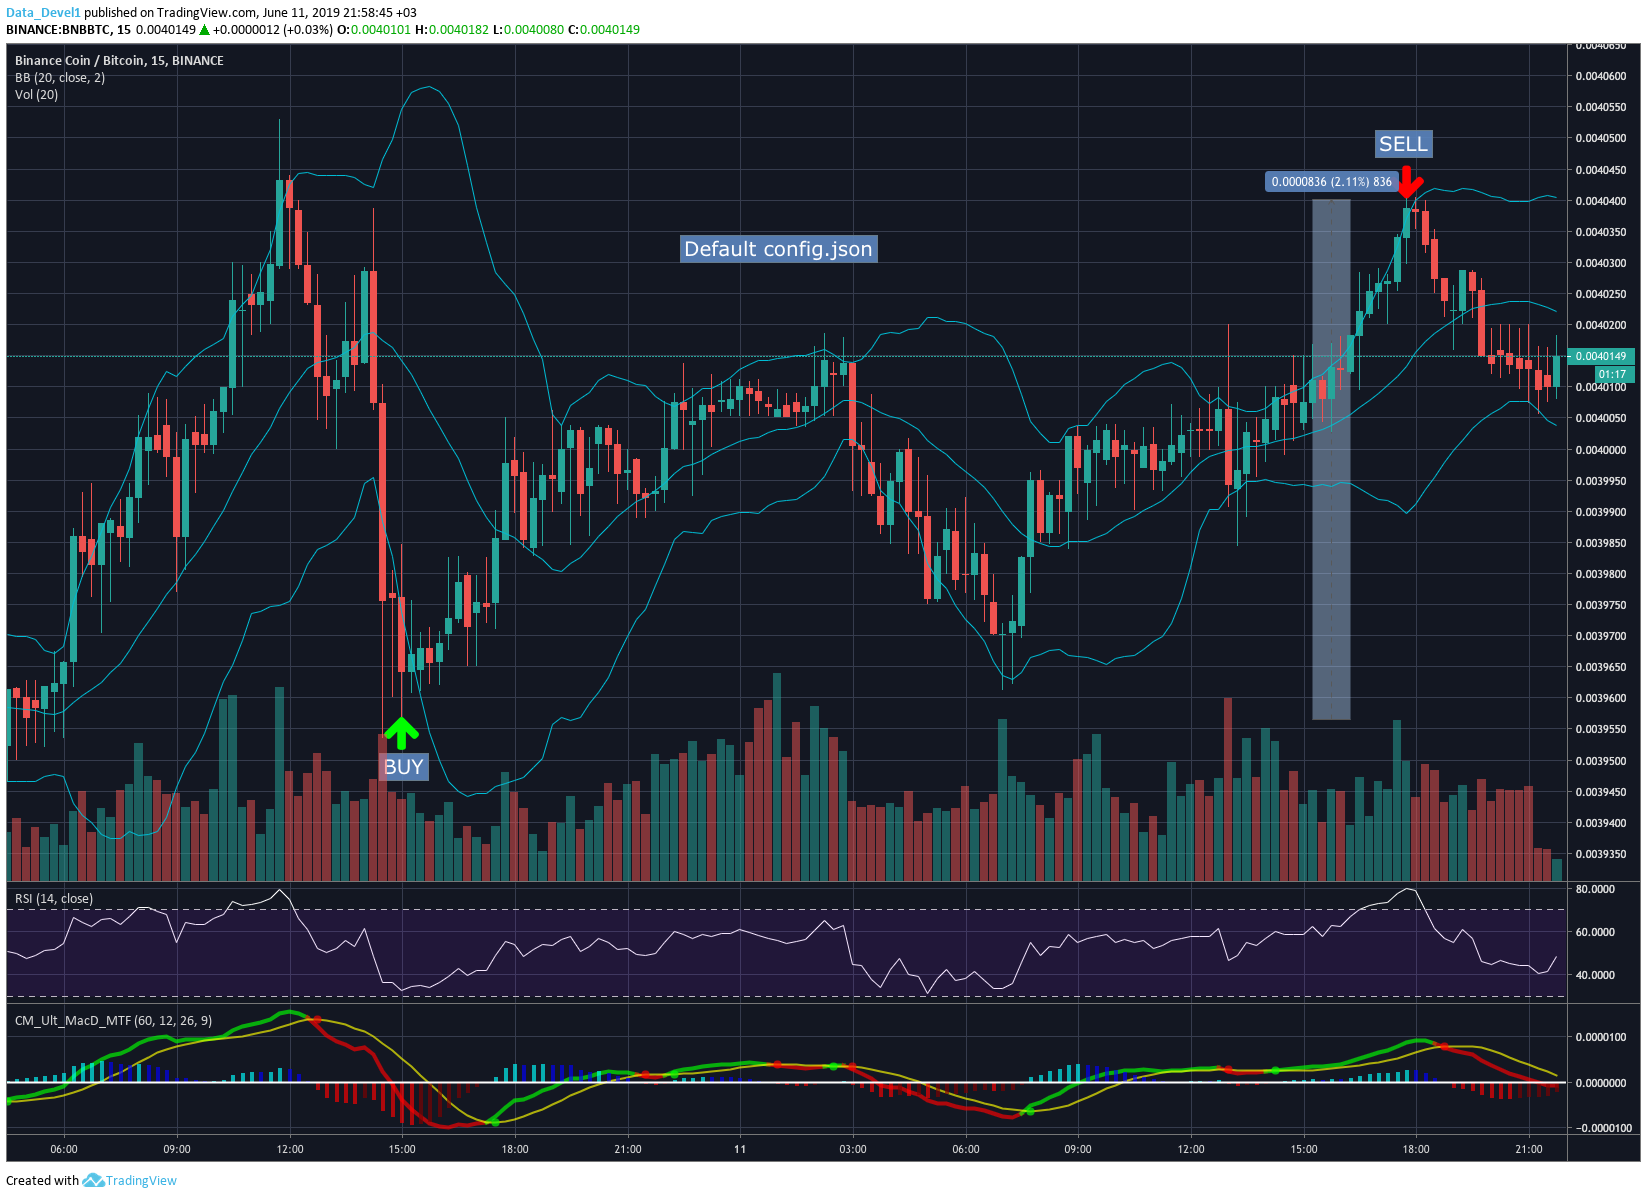 Data_Devel1 published on TradingView.com, June 11, 2019 21:58:45 +03
BINANCE:BNBBTC, 15 0.0040149 ▲ +0.0000012 (+0.03%) O:0.0040101 H:0.0040182 L:0.0040080 C:0.0040149
Binance Coin / Bitcoin, 15, BINANCE
BB (20, close, 2)
Vol (20)
SELL
0.0000836 (2.11%) 836
Default config.json
BUY
0.0040650
0.0040600
0.0040550
0.0040500
0.0040450
0.0040400
0.0040350
0.0040300
0.0040250
0.0040200
0.0040149
01:17
0.0040100
0.0040050
0.0040000
0.0039950
0.0039900
0.0039850
0.0039800
0.0039750
0.0039700
0.0039650
0.0039600
0.0039550
0.0039500
0.0039450
0.0039400
0.0039350
RSI (14, close)
80.0000
60.0000
40.0000
CM_Ult_MacD_MTF (60, 12, 26, 9)
0.0000100
0.0000000
−0.0000100
06:00 09:00 12:00 15:00 18:00 21:00 11 03:00 06:00 09:00 12:00 15:00 18:00 21:00
Created with TradingView